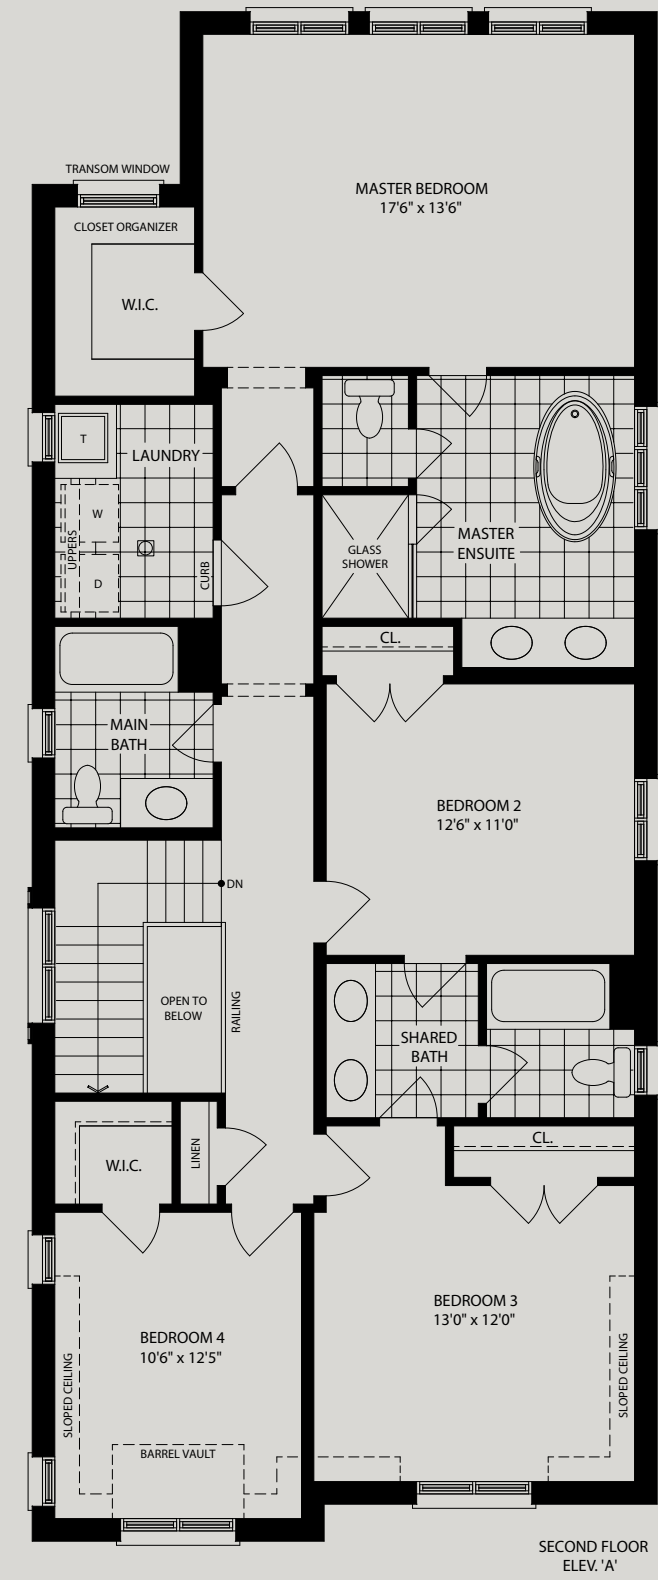 TRANSOM WINDOW
MASTER BEDROOM
17'6" x 13'6"
CLOSET ORGANIZER
W.I.C.
T
LAUNDRY
W
UPPERS
D
CURB
GLASS
SHOWER
MASTER
ENSUITE
CL.
MAIN
BATH
BEDROOM 2
12'6" x 11'0"
DN
OPEN TO
BELOW
RAILING
SHARED
BATH
W.I.C.
LINEN
CL.
BEDROOM 3
13'0" x 12'0"
BEDROOM 4
10'6" x 12'5"
SLOPED CEILING
SLOPED CEILING
BARREL VAULT
SECOND FLOOR
ELEV. 'A'